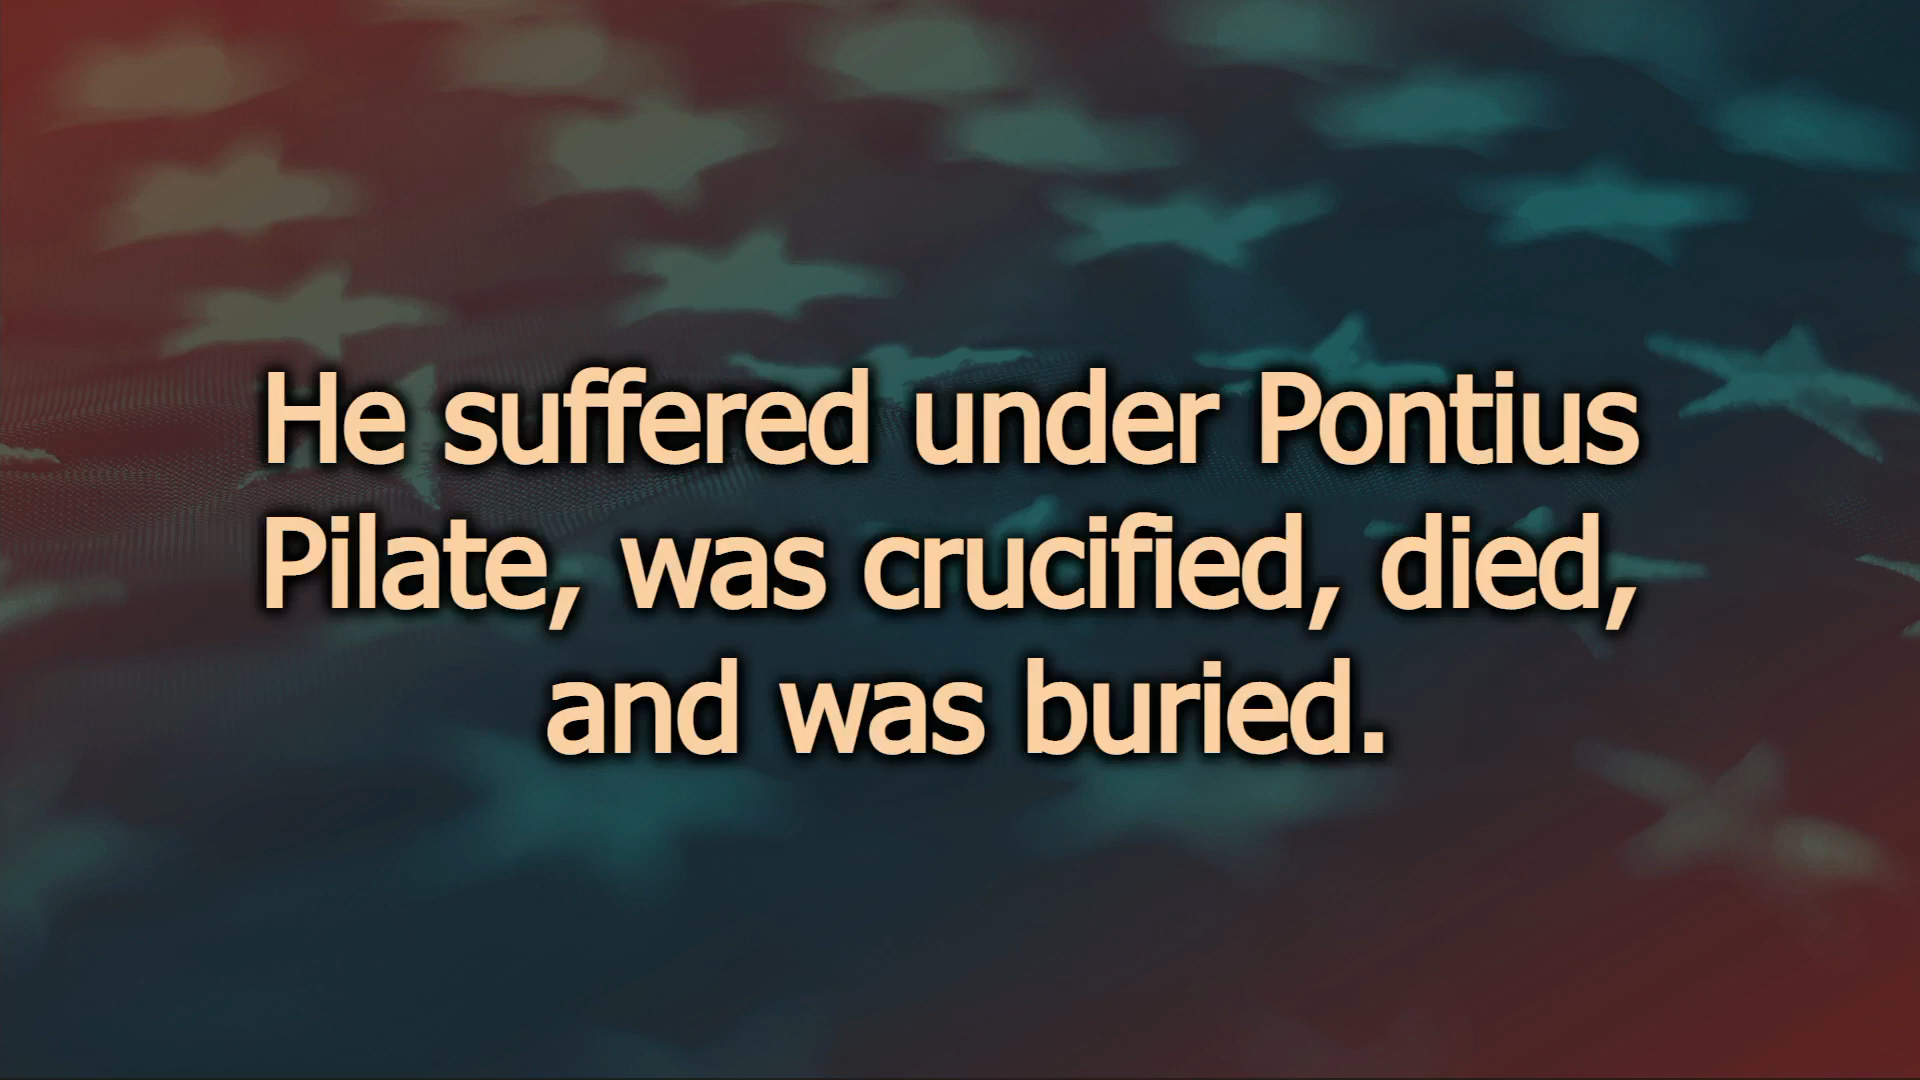 He suffered under Pontius
Pilate, was crucified, died,
and was buried.